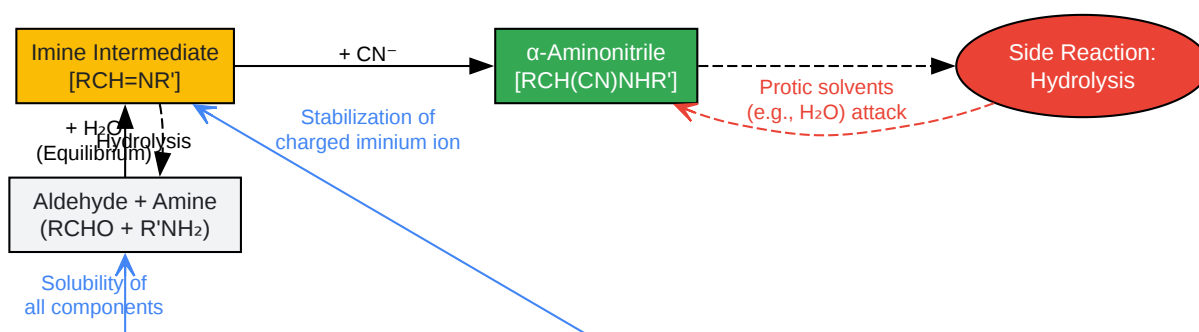 Imine Intermediate
[RCH=NR']
+ CN⁻
α-Aminonitrile
[RCH(CN)NHR']
Side Reaction:
Hydrolysis
Protic solvents
(e.g., H₂O) attack
Stabilization of
charged iminium ion
+ H₂O
(Equilibrium)
Hydrolysis
Aldehyde + Amine
(RCHO + R'NH₂)
Solubility of
all components